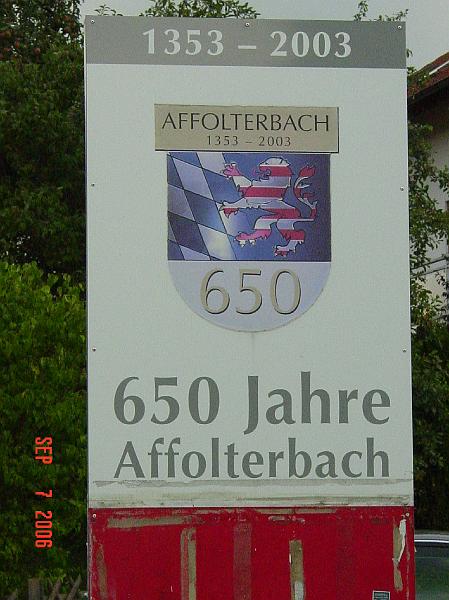 1353 – 2003
AFFOLTERBACH
1353 – 2003
650
650 Jahre
Affolterbach
SEP 7 2006